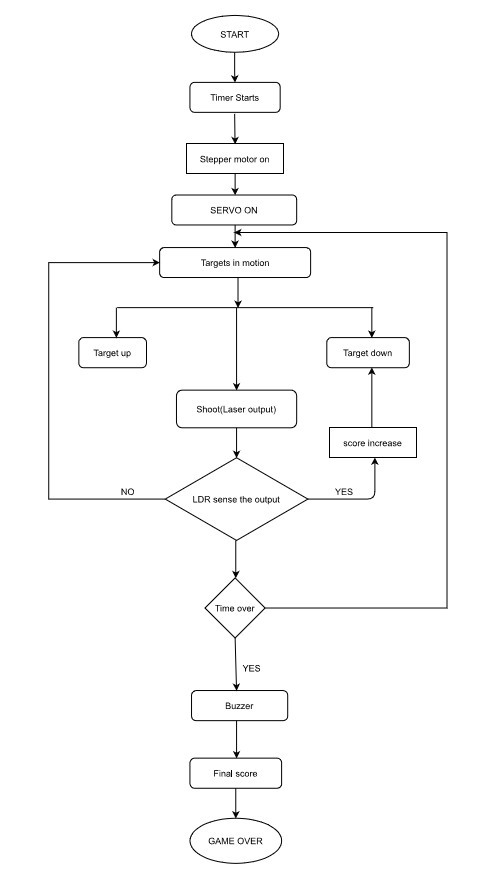 START
Timer Starts
Stepper motor on
SERVO ON
Targets in motion
Target up
Target down
Shoot(Laser output)
score increase
NO
LDR sense the output
YES
Time over
YES
Buzzer
Final score
GAME OVER